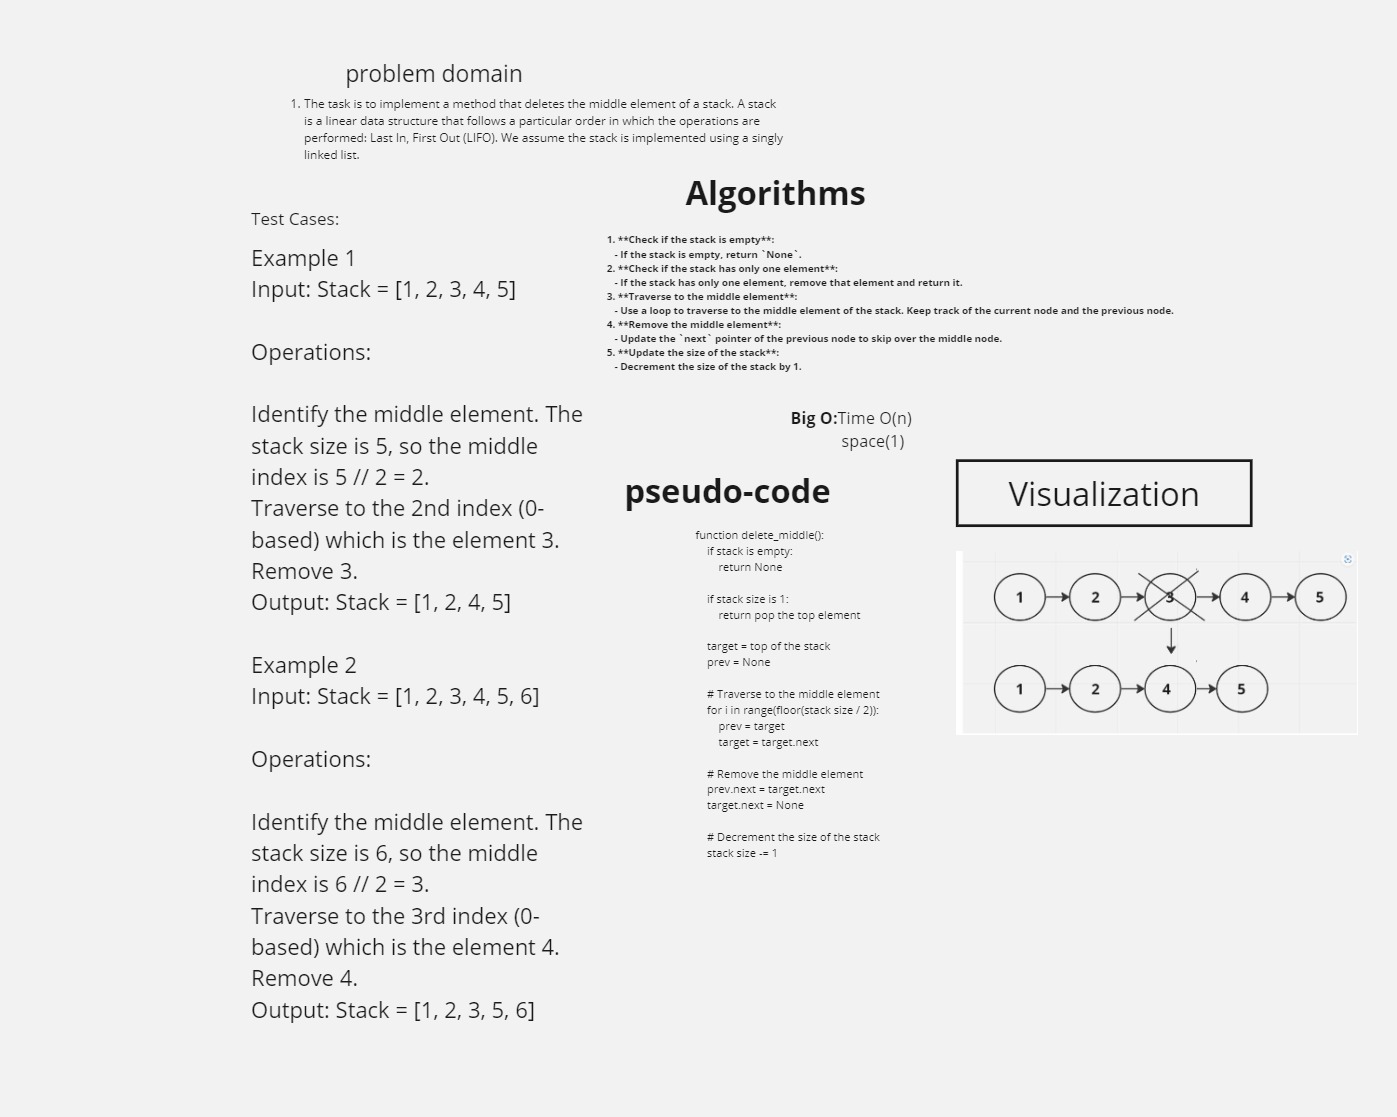 problem domain
1. The task is to implement a method that deletes the middle element of a stack. A stack
is a linear data structure that follows a particular order in which the operations are
performed: Last In, First Out (LIFO). We assume the stack is implemented using a singly
linked list.
Test Cases:
Example 1
Input: Stack = [1, 2, 3, 4, 5]
Operations:
Identify the middle element. The
stack size is 5, so the middle
index is 5 // 2 = 2.
Traverse to the 2nd index (0-
based) which is the element 3.
Remove 3.
Output: Stack = [1, 2, 4, 5]
Example 2
Input: Stack = [1, 2, 3, 4, 5, 6]
Operations:
Identify the middle element. The
stack size is 6, so the middle
index is 6 // 2 = 3.
Traverse to the 3rd index (0-
based) which is the element 4.
Remove 4.
Output: Stack = [1, 2, 3, 5, 6]
Algorithms
1. **Check if the stack is empty**:
- If the stack is empty, return `None`.
2. **Check if the stack has only one element**:
- If the stack has only one element, remove that element and return it.
3. **Traverse to the middle element**:
- Use a loop to traverse to the middle element of the stack. Keep track of the current node and the previous node.
4. **Remove the middle element**:
- Update the `next` pointer of the previous node to skip over the middle node.
5. **Update the size of the stack**:
- Decrement the size of the stack by 1.
Big O:Time O(n)
space(1)
pseudo-code
function delete_middle():
if stack is empty:
return None
if stack size is 1:
return pop the top element
target = top of the stack
prev = None
# Traverse to the middle element
for i in range(floor(stack size / 2)):
prev = target
target = target.next
# Remove the middle element
prev.next = target.next
target.next = None
# Decrement the size of the stack
stack size -= 1
Visualization
1 2 3 4 5
1 2 4 5